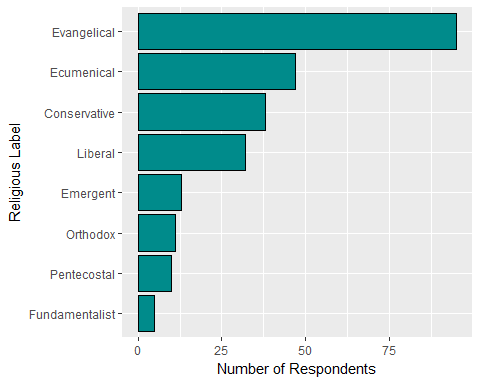 Evangelical
Ecumenical
Conservative
Liberal
Emergent
Orthodox
Pentecostal
Fundamentalist
Religious Label
0 25 50 75
Number of Respondents